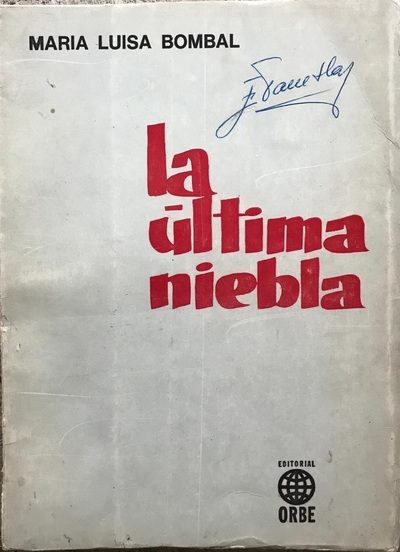 MARIA LUISA BOMBAL
la
última
niebla
EDITORIAL
ORBE